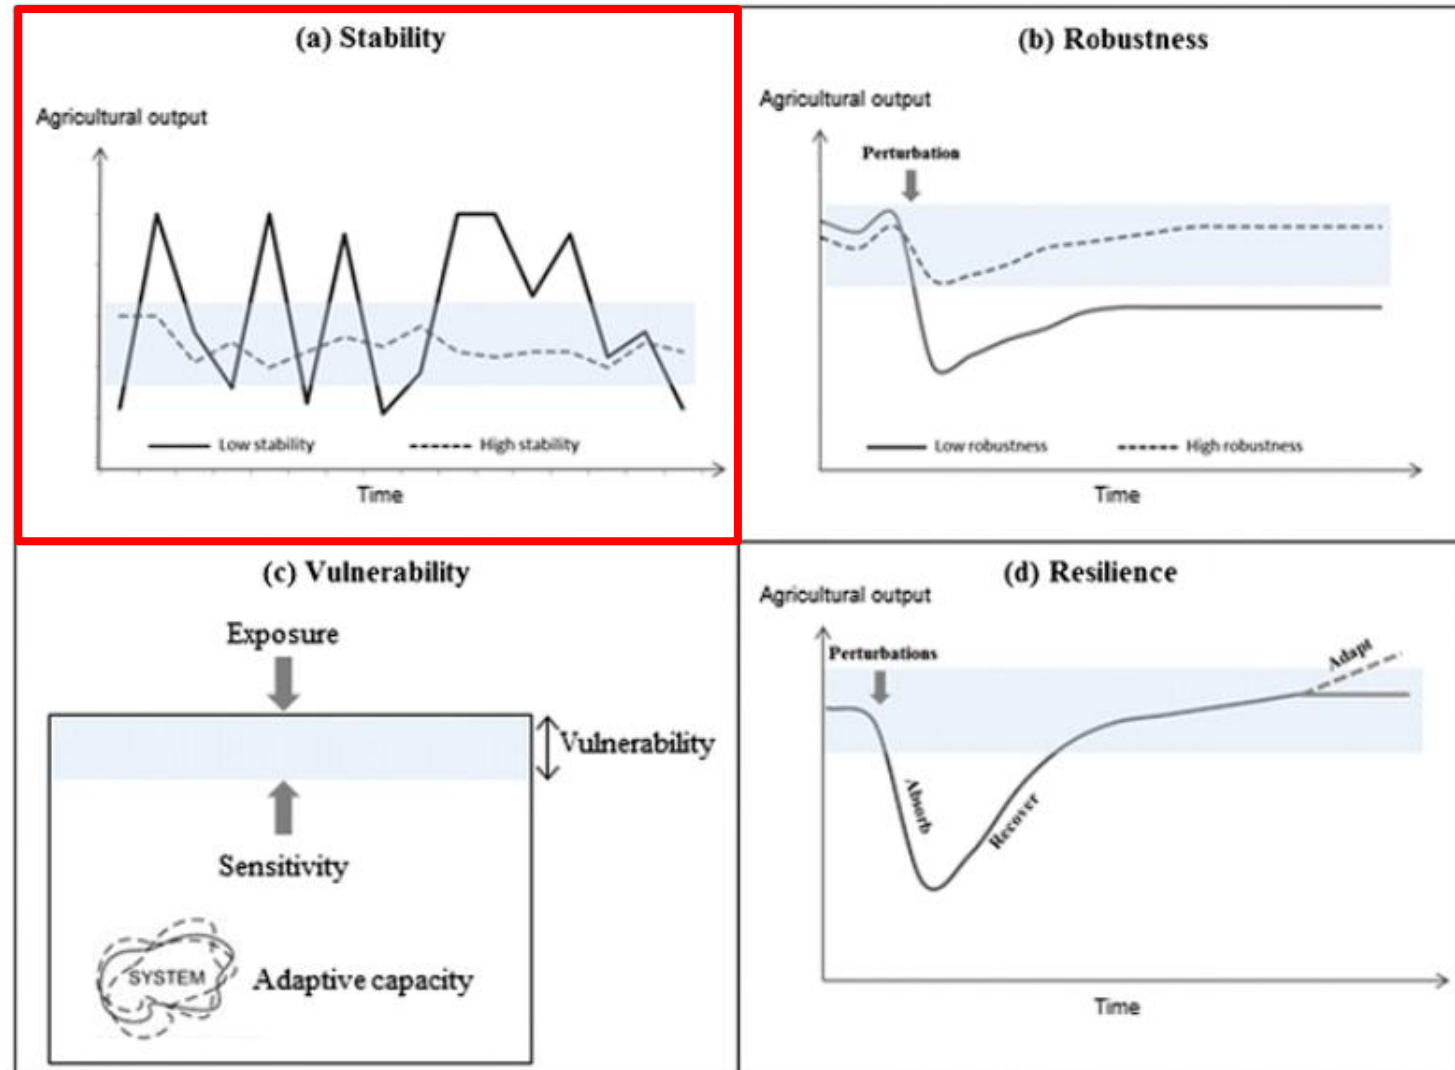 (a) Stability
Agricultural output
Low stability
High stability
Time
(b) Robustness
Agricultural output
Perturbation
Low robustness
High robustness
Time
(c) Vulnerability
Exposure
Vulnerability
Sensitivity
SYSTEM
Adaptive capacity
(d) Resilience
Agricultural output
Perturbations
Adapt
Absorb
Recover
Time